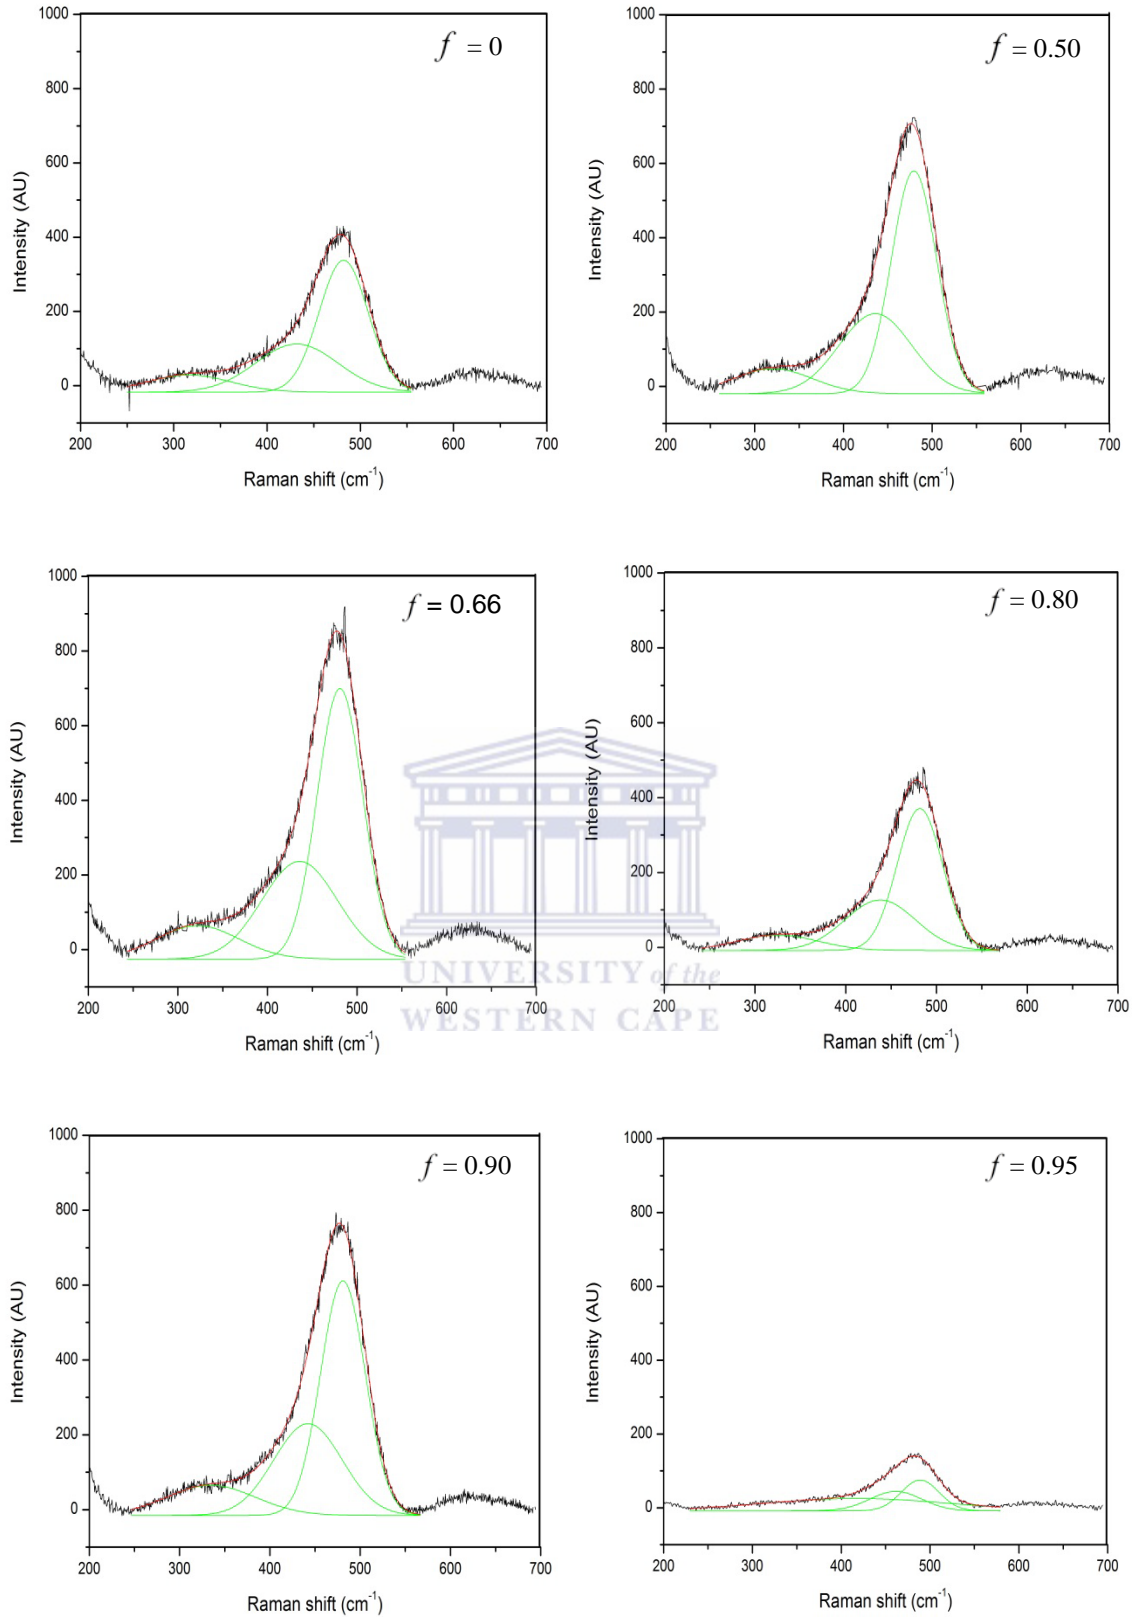 f = 0
1000
800
600
400
200
0
Intensity (AU)
200 300 400 500 600 700
Raman shift (cm⁻¹)
f = 0.50
1000
800
600
400
200
0
Intensity (AU)
200 300 400 500 600 700
Raman shift (cm⁻¹)
f = 0.66
1000
800
600
400
200
0
Intensity (AU)
200 300 400 500 600 700
Raman shift (cm⁻¹)
f = 0.80
1000
800
600
400
200
0
Intensity (AU)
200 300 400 500 600 700
Raman shift (cm⁻¹)
UNIVERSITY of the
WESTERN CAPE
f = 0.90
1000
800
600
400
200
0
Intensity (AU)
200 300 400 500 600 700
Raman shift (cm⁻¹)
f = 0.95
1000
800
600
400
200
0
Intensity (AU)
200 300 400 500 600 700
Raman shift (cm⁻¹)